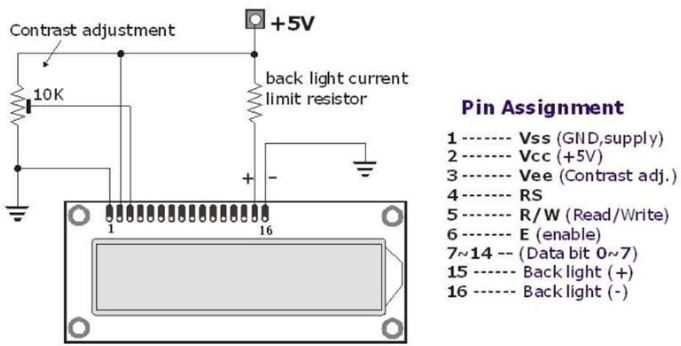 Contrast adjustment
+5V
10K
back light current
limit resistor
+ -
1 16
Pin Assignment
1 ------- Vss (GND,supply)
2 ------- Vcc (+5V)
3 ------- Vee (Contrast adj.)
4 ------- RS
5 ------- R/W (Read/Write)
6 ------- E (enable)
7~14 -- (Data bit 0~7)
15 ------ Back light (+)
16 ------ Back light (-)